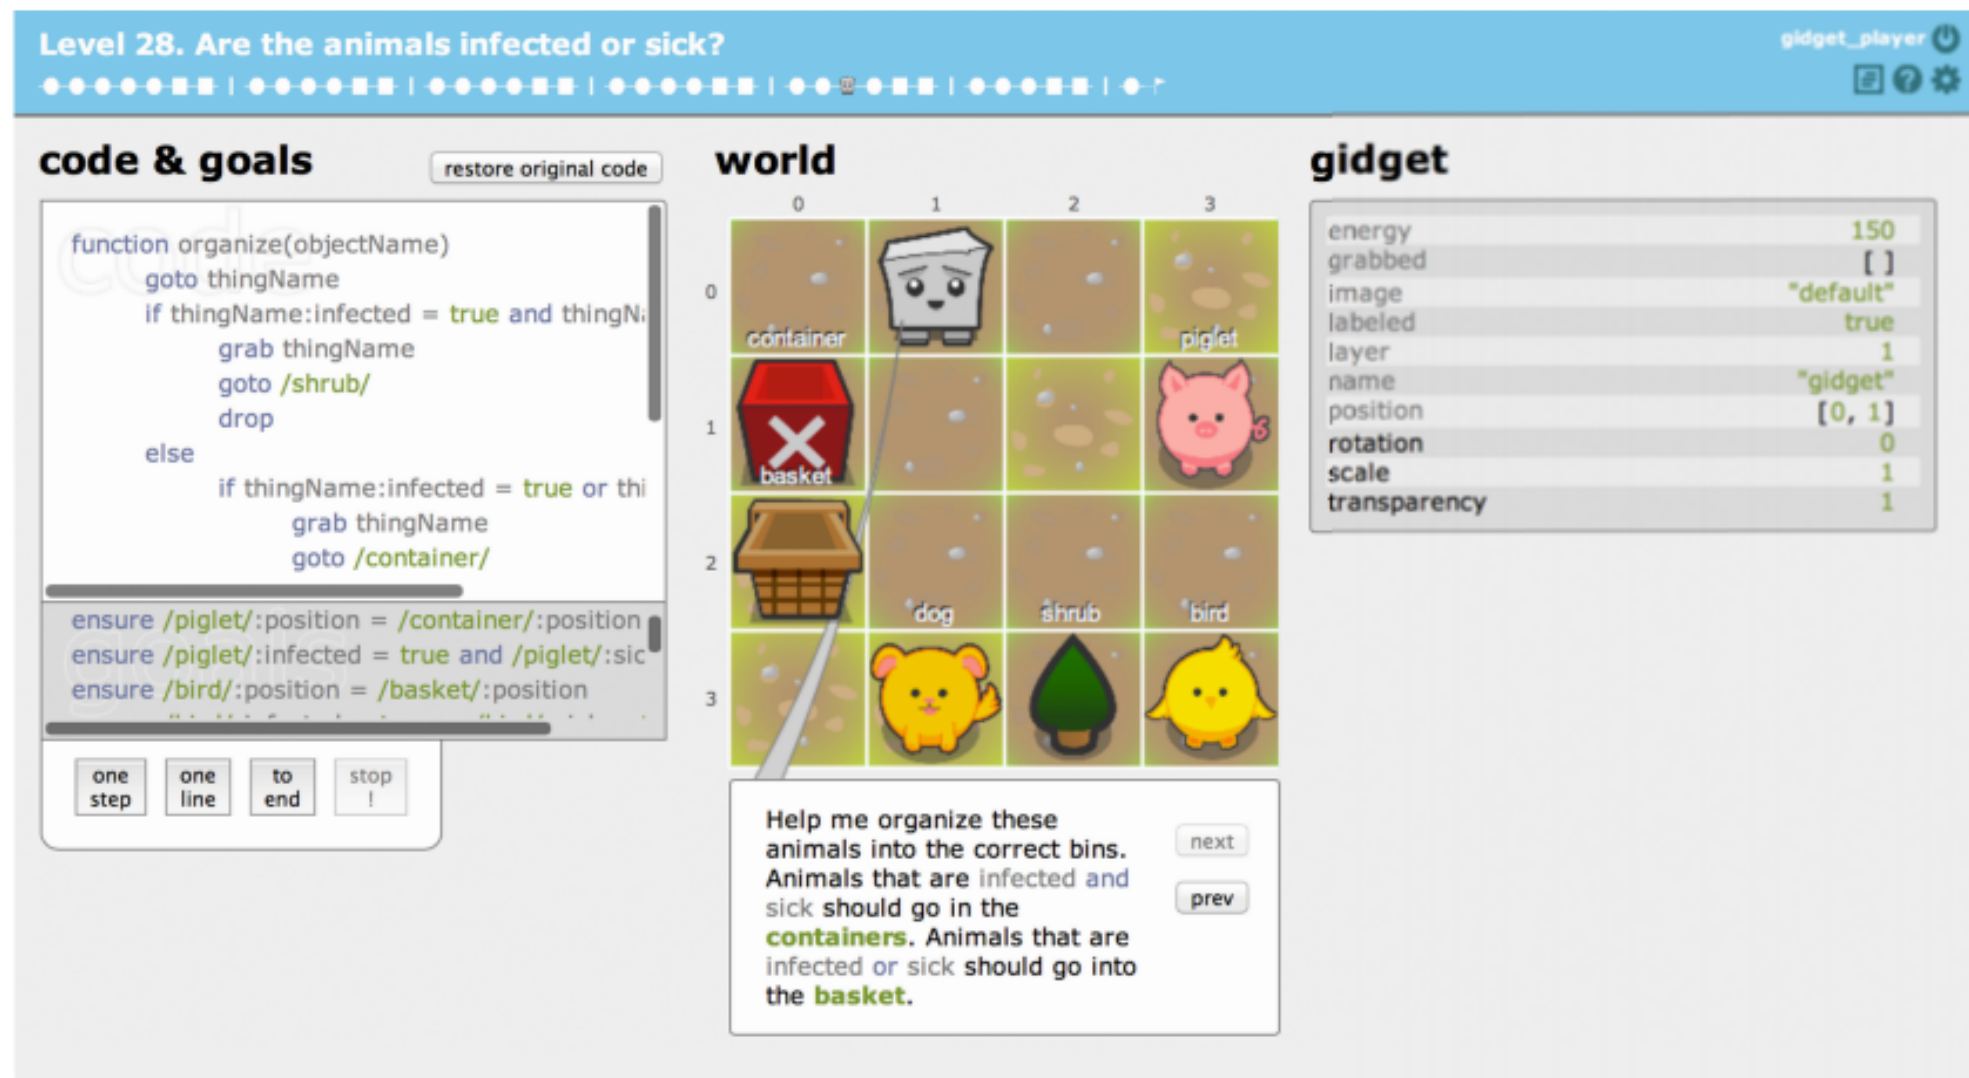 Level 28. Are the animals infected or sick?
gidget_player
code & goals
restore original code
code
function organize(objectName)
goto thingName
if thingName:infected = true and thingNa
grab thingName
goto /shrub/
drop
else
if thingName:infected = true or thi
grab thingName
goto /container/
goals
ensure /piglet/:position = /container/:position
ensure /piglet/:infected = true and /piglet/:sic
ensure /bird/:position = /basket/:position
one step
one line
to end
stop !
world
0 1 2 3
0
container
piglet
1
basket
2
dog
shrub
bird
3
Help me organize these
animals into the correct bins.
Animals that are infected and
sick should go in the
containers. Animals that are
infected or sick should go into
the basket.
next
prev
gidget
energy 150
grabbed [ ]
image "default"
labeled true
layer 1
name "gidget"
position [0, 1]
rotation 0
scale 1
transparency 1